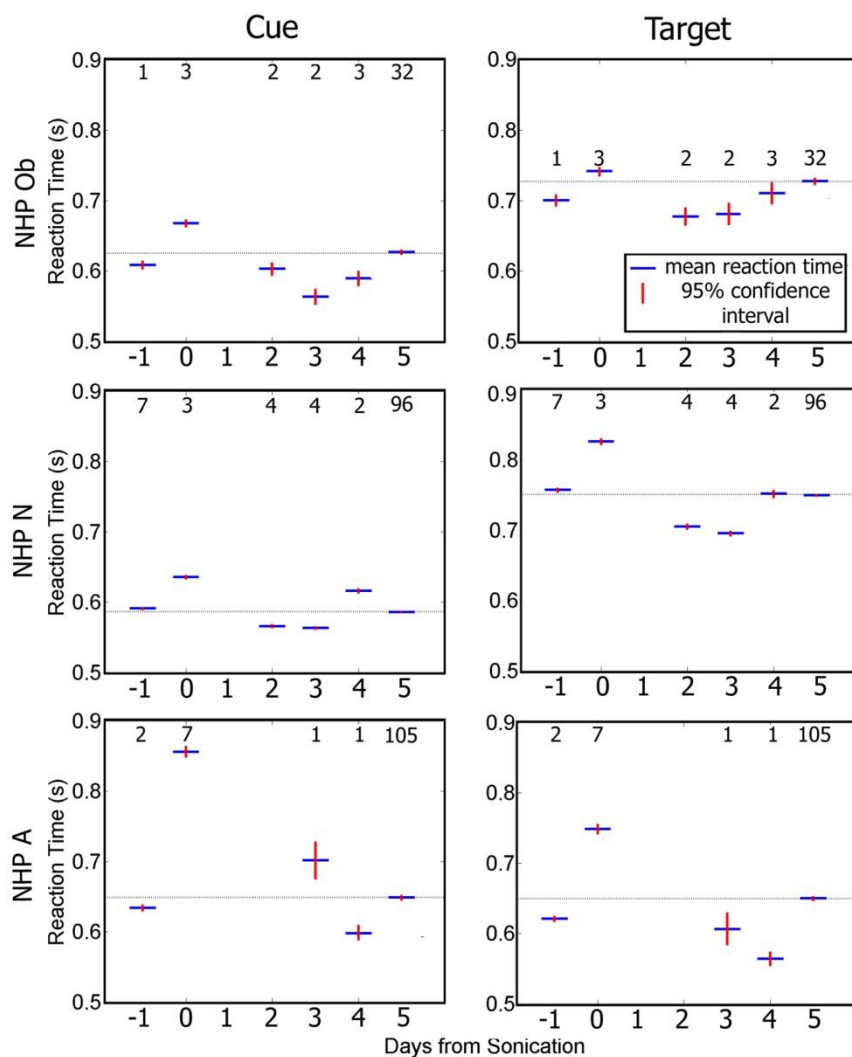 Cue Target
NHP Ob
Reaction Time (s)
0.9
0.8
0.7
0.6
0.5
1 3 2 2 3 32
-1 0 1 2 3 4 5
0.9
0.8
0.7
0.6
0.5
1 3 2 2 3 32
mean reaction time
95% confidence
interval
-1 0 1 2 3 4 5
NHP N
Reaction Time (s)
0.9
0.8
0.7
0.6
0.5
7 3 4 4 2 96
-1 0 1 2 3 4 5
0.9
0.8
0.7
0.6
0.5
7 3 4 4 2 96
-1 0 1 2 3 4 5
NHP A
Reaction Time (s)
0.9
0.8
0.7
0.6
0.5
2 7 1 1 105
-1 0 1 2 3 4 5
0.9
0.8
0.7
0.6
0.5
2 7 1 1 105
-1 0 1 2 3 4 5
Days from Sonication